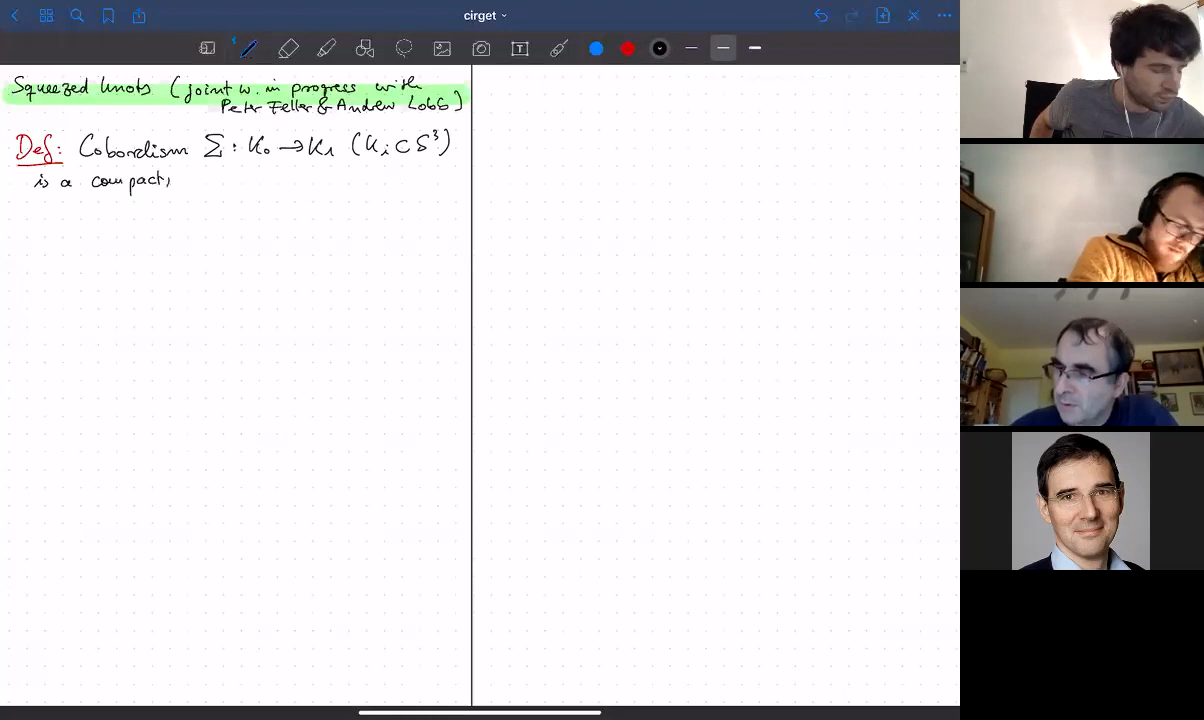 cirget
Squeezed knots (joint w. in progress with
Peter Feller & Andrew Lobb)
Def: Cobordism Σ : K₀ → K₁ (Kᵢ ⊂ S³)
is a compact,